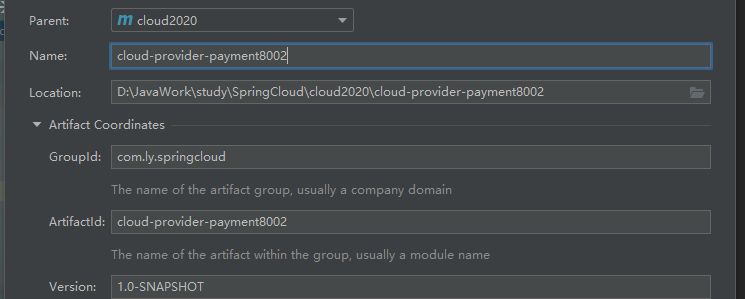 Parent: cloud2020
Name: cloud-provider-payment8002
Location: D:\JavaWork\study\SpringCloud\cloud2020\cloud-provider-payment8002
Artifact Coordinates
GroupId: com.ly.springcloud
The name of the artifact group, usually a company domain
ArtifactId: cloud-provider-payment8002
The name of the artifact within the group, usually a module name
Version: 1.0-SNAPSHOT